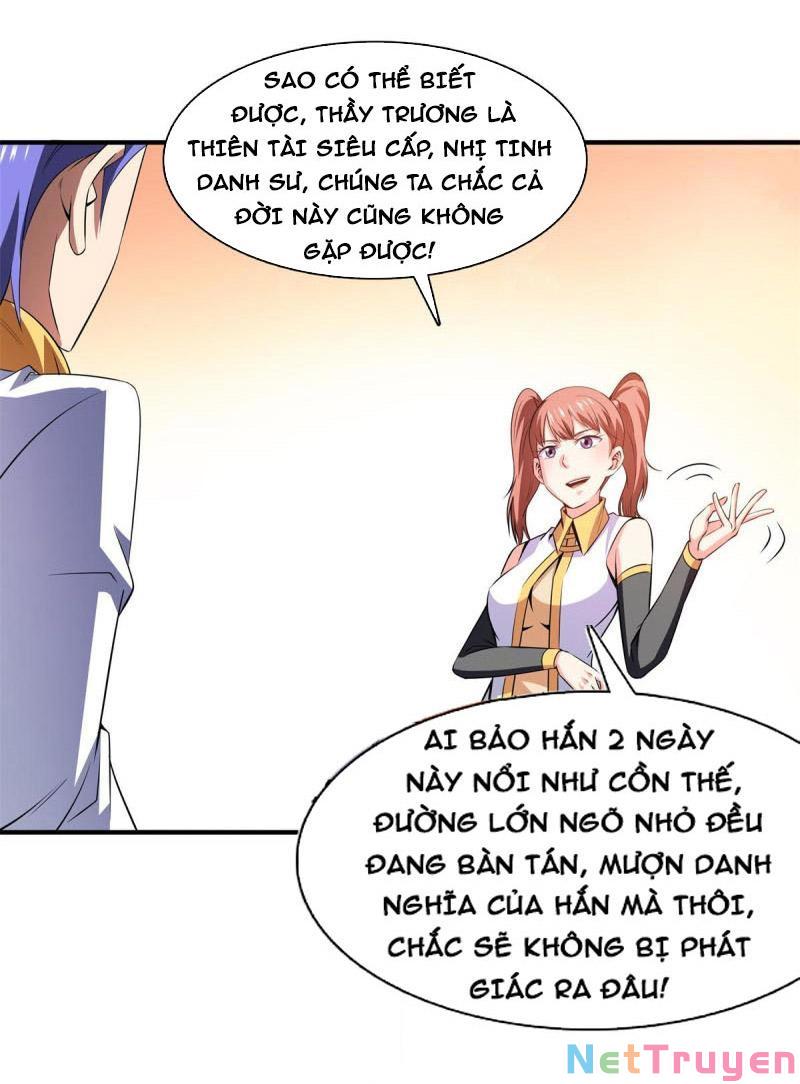 SAO CÓ THỂ BIẾT
ĐƯỢC, THẦY TRƯƠNG LÀ
THIÊN TÀI SIÊU CẤP, NHỊ TINH
DANH SƯ, CHÚNG TA CHẮC CẢ
ĐỜI NÀY CŨNG KHÔNG
GẶP ĐƯỢC!
AI BẢO HẮN 2 NGÀY
NÀY NỔI NHƯ CỒN THẾ,
ĐƯỜNG LỚN NGÕ NHỎ ĐỀU
ĐANG BÀN TÁN, MƯỢN DANH
NGHĨA CỦA HẮN MÀ THÔI,
CHẮC SẼ KHÔNG BỊ PHÁT
GIÁC RA ĐÂU!
NetTruyen